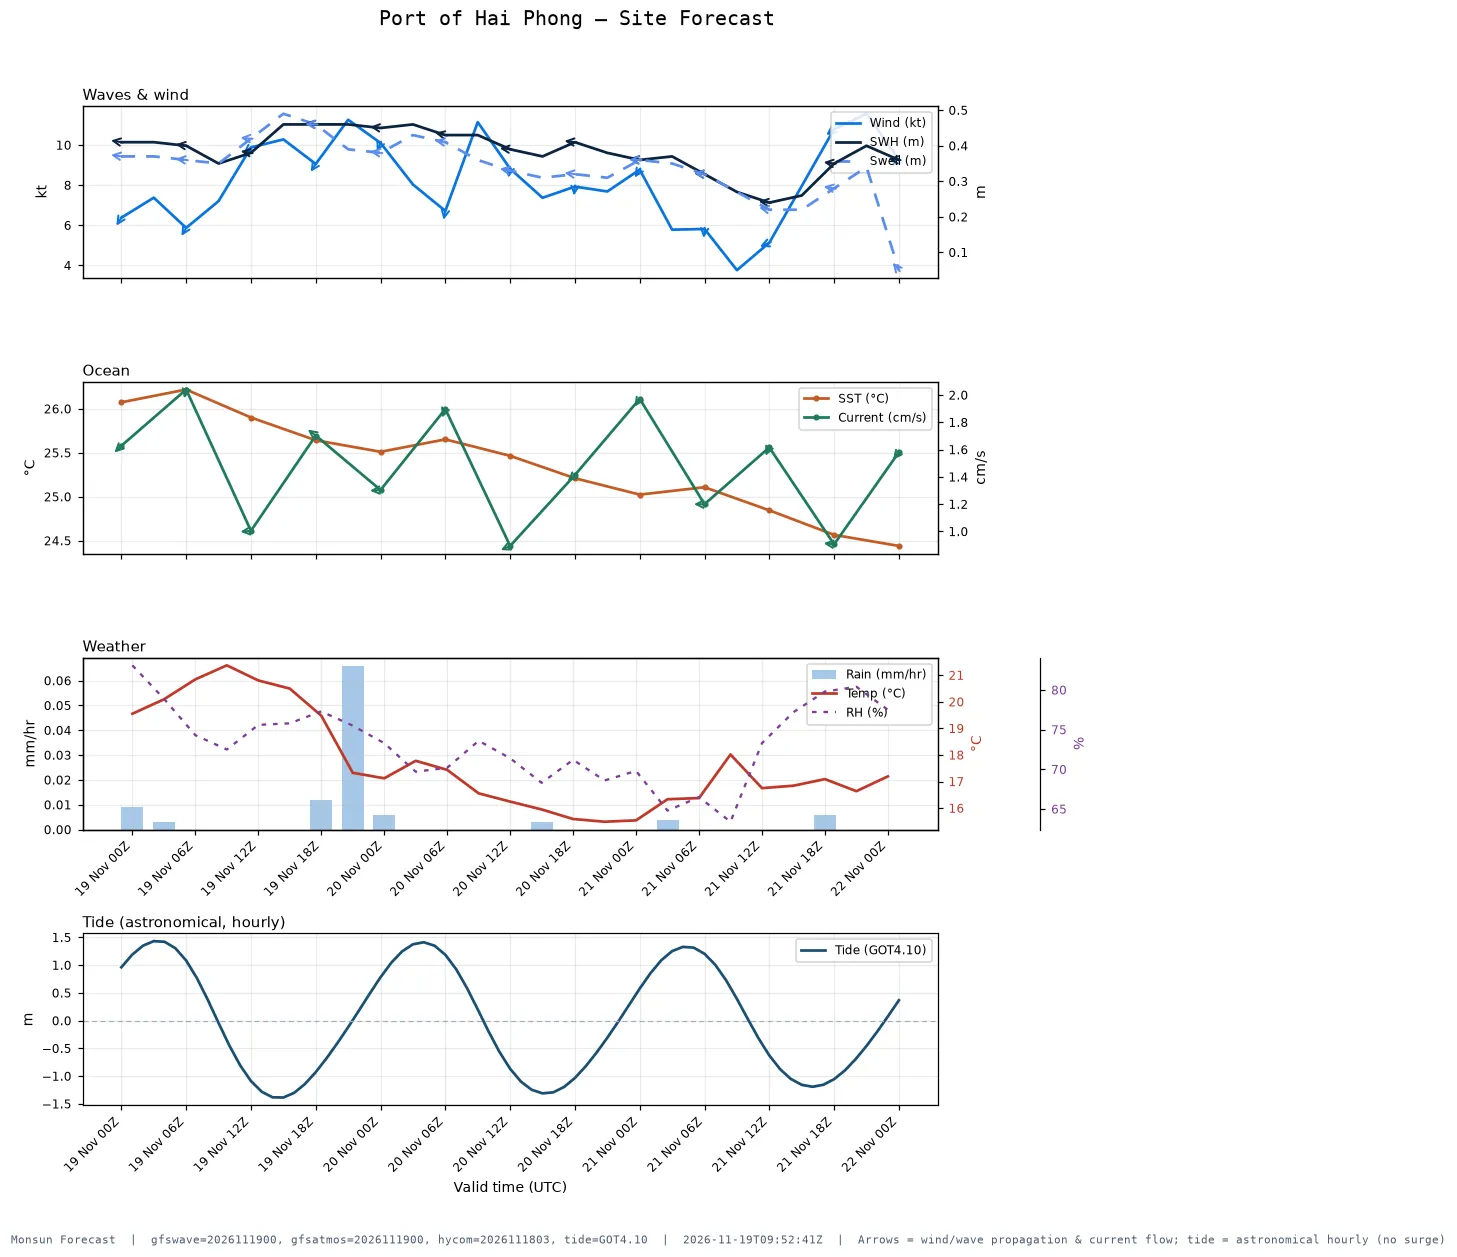 Port of Hai Phong — Site Forecast
Waves & wind
10
8
6
4
kt
0.5
0.4
0.3
0.2
0.1
m
Wind (kt)
SWH (m)
Swell (m)
Ocean
26.0
25.5
25.0
24.5
°C
2.0
1.8
1.6
1.4
1.2
1.0
cm/s
SST (°C)
Current (cm/s)
Weather
0.06
0.05
0.04
0.03
0.02
0.01
0.00
mm/hr
21
20
19
18
17
16
°C
80
75
70
65
%
Rain (mm/hr)
Temp (°C)
RH (%)
19 Nov 00Z
19 Nov 06Z
19 Nov 12Z
19 Nov 18Z
20 Nov 00Z
20 Nov 06Z
20 Nov 12Z
20 Nov 18Z
21 Nov 00Z
21 Nov 06Z
21 Nov 12Z
21 Nov 18Z
22 Nov 00Z
Tide (astronomical, hourly)
1.5
1.0
0.5
0.0
−0.5
−1.0
−1.5
m
Tide (GOT4.10)
19 Nov 00Z
19 Nov 06Z
19 Nov 12Z
19 Nov 18Z
20 Nov 00Z
20 Nov 06Z
20 Nov 12Z
20 Nov 18Z
21 Nov 00Z
21 Nov 06Z
21 Nov 12Z
21 Nov 18Z
22 Nov 00Z
Valid time (UTC)
Monsun Forecast | gfswave=2026111900, gfsatmos=2026111900, hycom=2026111803, tide=GOT4.10 | 2026-11-19T09:52:41Z | Arrows = wind/wave propagation & current flow; tide = astronomical hourly (no surge)